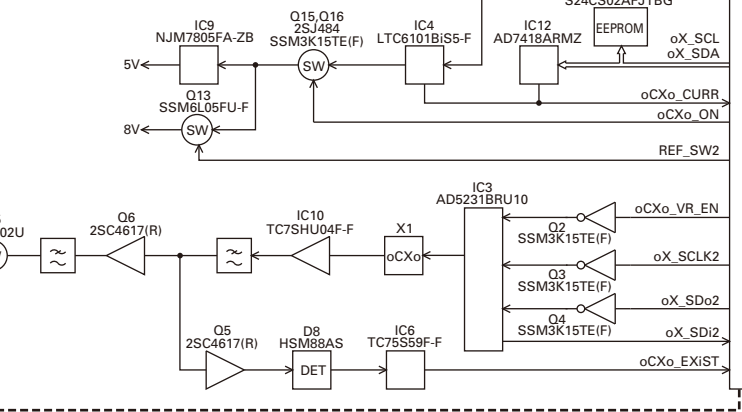 S24CS02AFJTBG
EEPROM
IC9
NJM7805FA-ZB
Q15,Q16
2SJ484
SSM3K15TE(F)
IC4
LTC6101BiS5-F
IC12
AD7418ARMZ
oX_SCL
oX_SDA
5V
SW
oCXo_CURR
oCXo_ON
Q13
SSM6L05FU-F
8V
SW
REF_SW2
02U
Q6
2SC4617(R)
IC10
TC7SHU04F-F
X1
oCXo
IC3
AD5231BRU10
oCXo_VR_EN
Q2
SSM3K15TE(F)
oX_SCLK2
Q3
SSM3K15TE(F)
oX_SDo2
Q4
SSM3K15TE(F)
oX_SDi2
Q5
2SC4617(R)
D8
HSM88AS
DET
IC6
TC75S59F-F
oCXo_EXiST